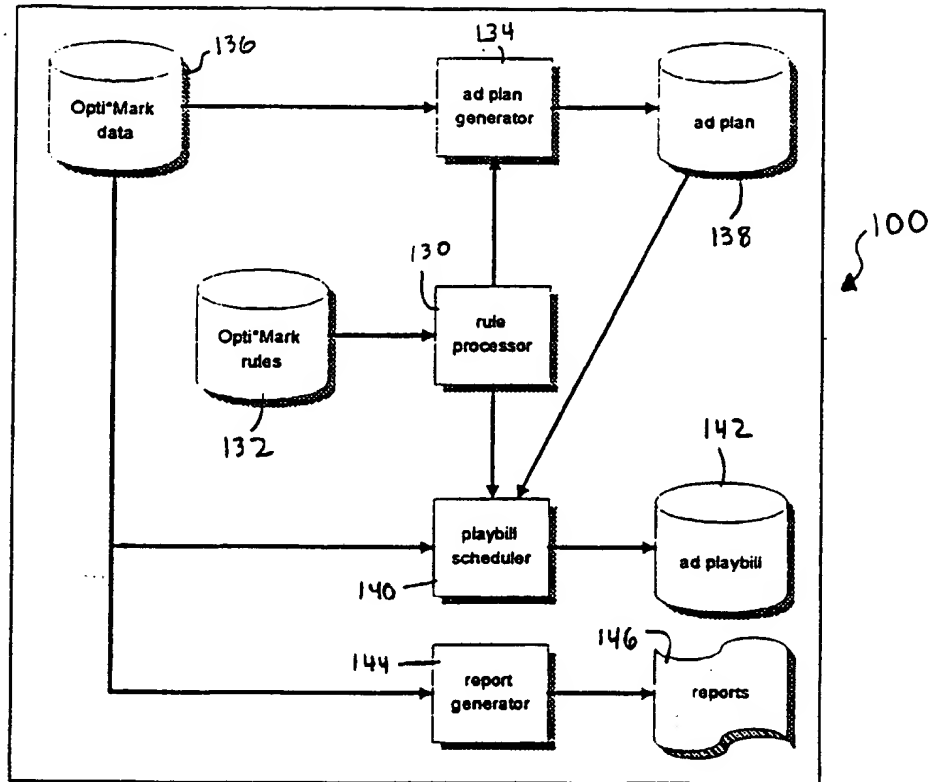 136
Opti*Mark
data
134
ad plan
generator
ad plan
138
100
130
Opti*Mark
rules
132
rule
processor
142
playbill
scheduler
140
ad playbill
144
report
generator
146
reports